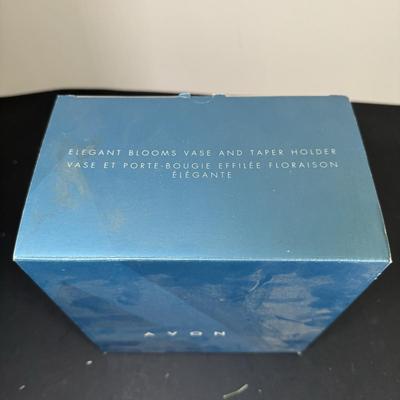 ELEGANT BLOOMS VASE AND TAPER HOLDER
VASE ET PORTE-BOUGIE EFFILÉE FLORAISON
ÉLÉGANTE
AVON